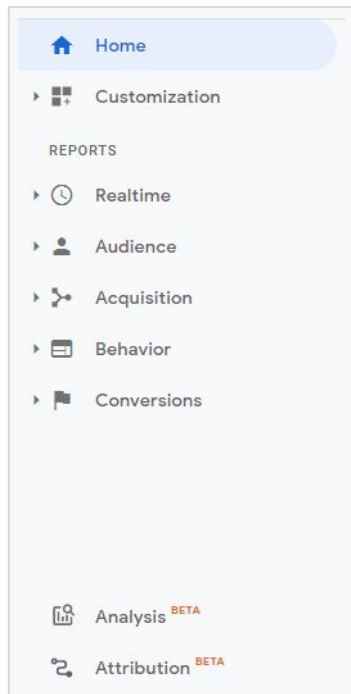 Home
Customization
REPORTS
Realtime
Audience
Acquisition
Behavior
Conversions
Analysis BETA
Attribution BETA